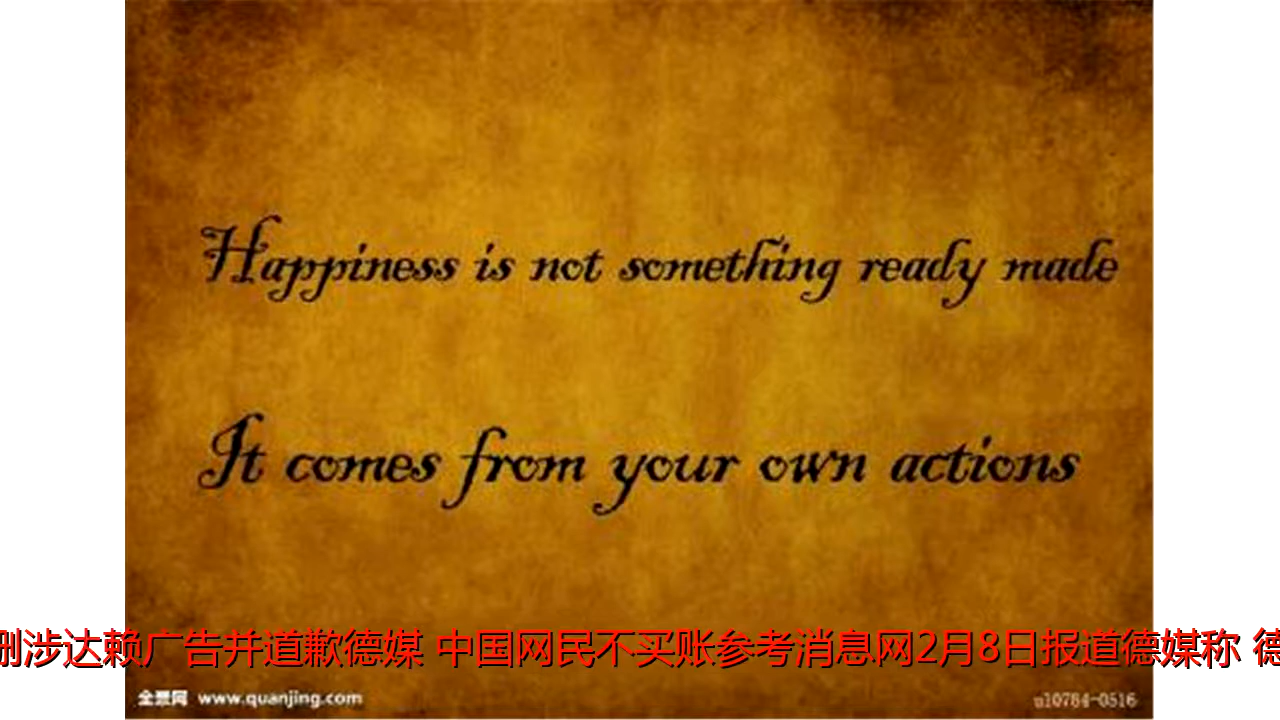 Happiness is not something ready made
It comes from your own actions
删涉达赖广告并道歉德媒 中国网民不买账参考消息网2月8日报道德媒称 德
全景网 www.quanjing.com
u10784-0516